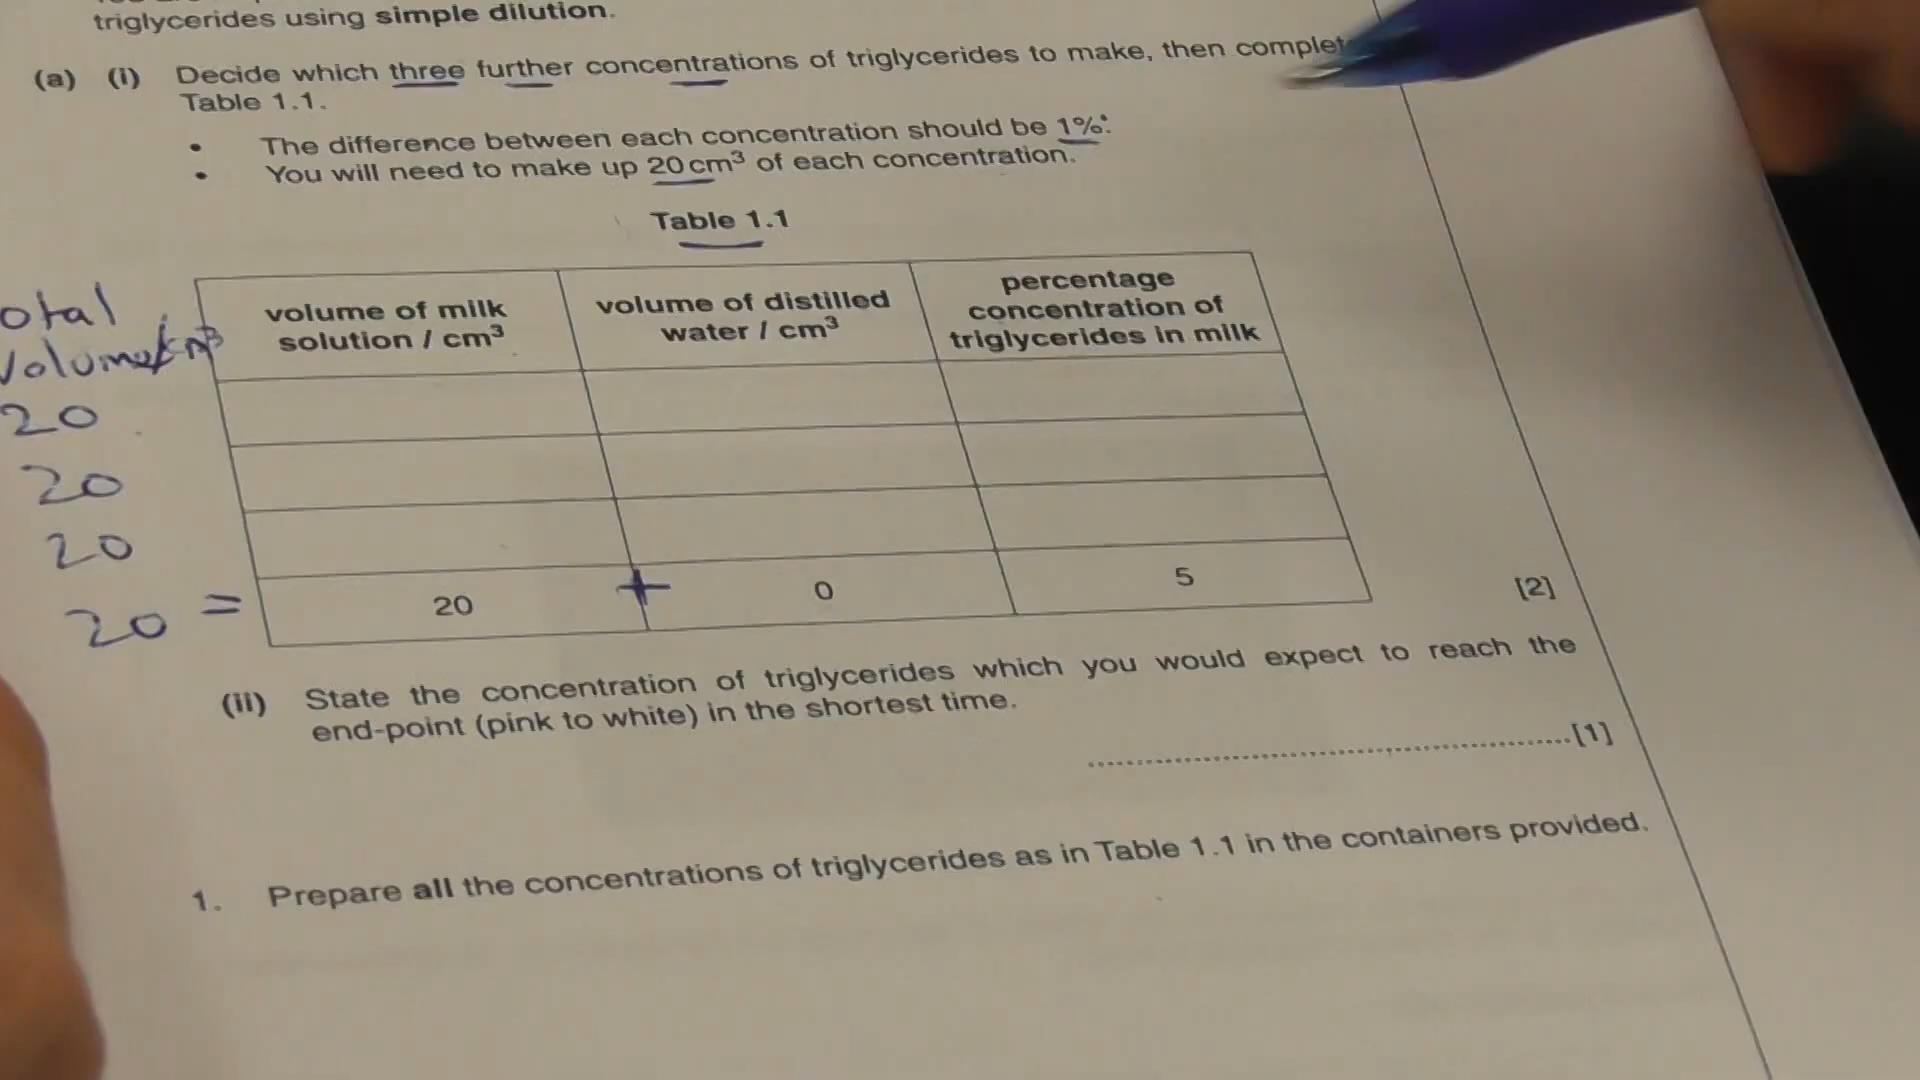 triglycerides using simple dilution.
(a) (i) Decide which three further concentrations of triglycerides to make, then complet
Table 1.1.
• The difference between each concentration should be 1%.
• You will need to make up 20 cm³ of each concentration.
Table 1.1
otal
volume/cm³
volume of milk solution / cm³
volume of distilled water / cm³
percentage concentration of triglycerides in milk
20
20
20
20 = 20 + 0 5
[2]
(ii) State the concentration of triglycerides which you would expect to reach the
end-point (pink to white) in the shortest time.
[1]
1. Prepare all the concentrations of triglycerides as in Table 1.1 in the containers provided.